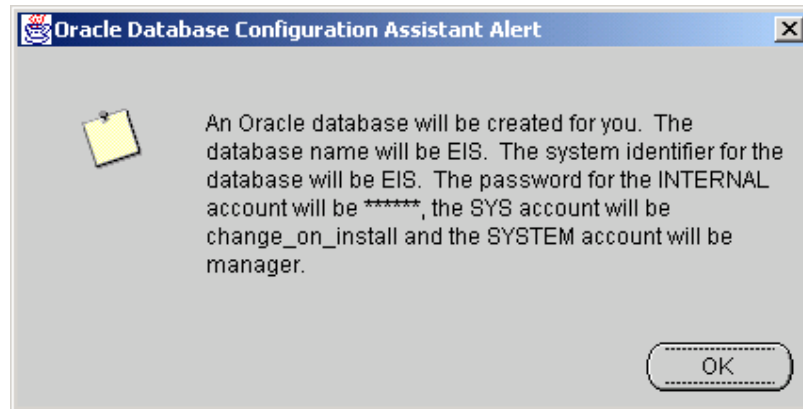 Oracle Database Configuration Assistant Alert
An Oracle database will be created for you. The
database name will be EIS. The system identifier for the
database will be EIS. The password for the INTERNAL
account will be ******, the SYS account will be
change_on_install and the SYSTEM account will be
manager.
OK